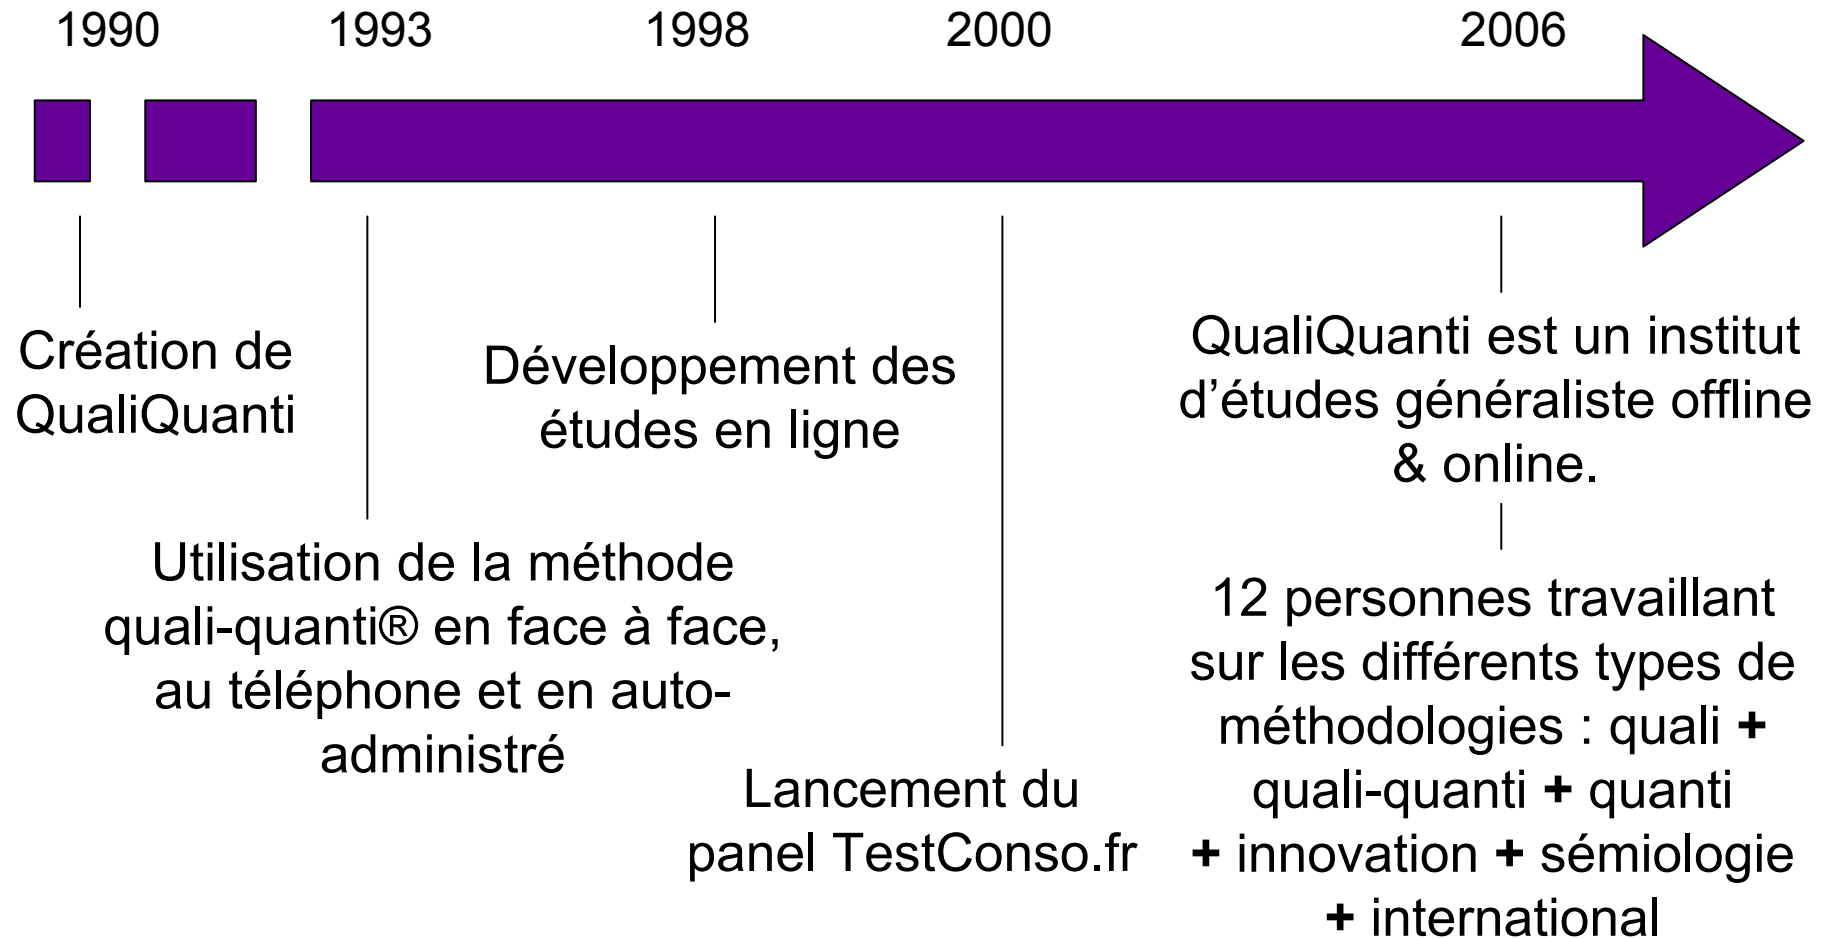 1990 1993 1998 2000 2006
Création de
QualiQuanti
Utilisation de la méthode
quali-quanti® en face à face,
au téléphone et en auto-
administré
Développement des
études en ligne
Lancement du
panel TestConso.fr
QualiQuanti est un institut
d’études généraliste offline
& online.
12 personnes travaillant
sur les différents types de
méthodologies : quali +
quali-quanti + quanti
+ innovation + sémiologie
+ international